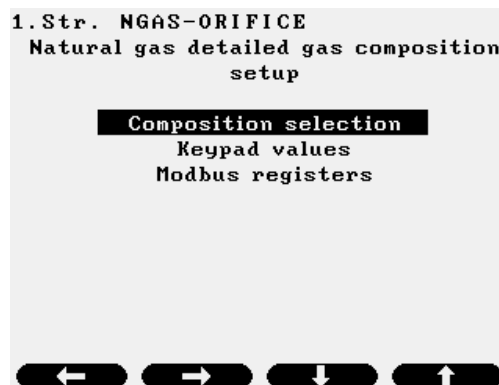 1.Str. NGAS-ORIFICE
Natural gas detailed gas composition
setup
Composition selection
Keypad values
Modbus registers